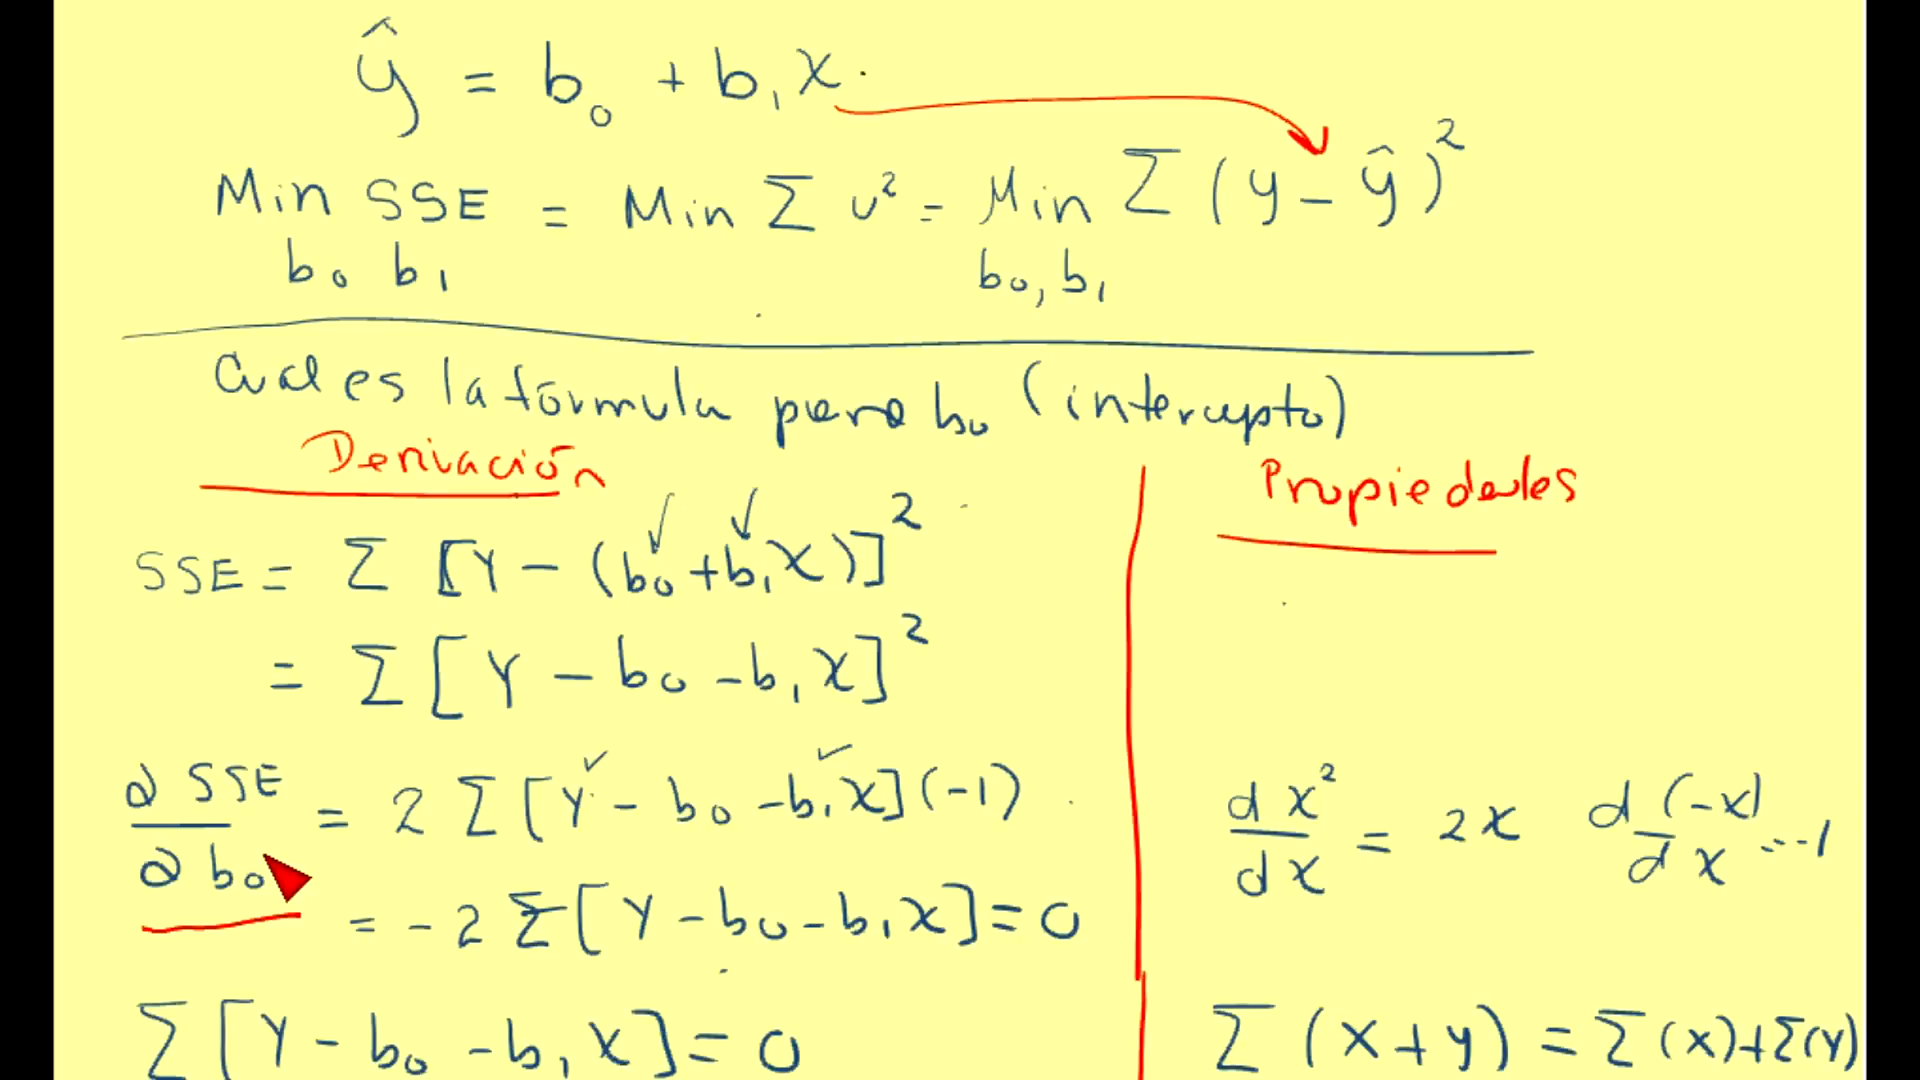 ŷ = b₀ + b₁x
Min SSE = Min Σ u² = Min Σ (y - ŷ)²
b₀ b₁ b₀, b₁
Cual es la fórmula para b₀ (intercepto)
Derivación
SSE = Σ [Y - (b₀ + b₁x)]²
= Σ [Y - b₀ - b₁x]²
∂ SSE / ∂ b₀ = 2 Σ [Y - b₀ - b₁x] (-1)
= -2 Σ [Y - b₀ - b₁x] = 0
Σ [Y - b₀ - b₁x] = 0
Propiedades
d x² / dx = 2x d(-x) / dx = -1
Σ (x + y) = Σ(x) + Σ(y)